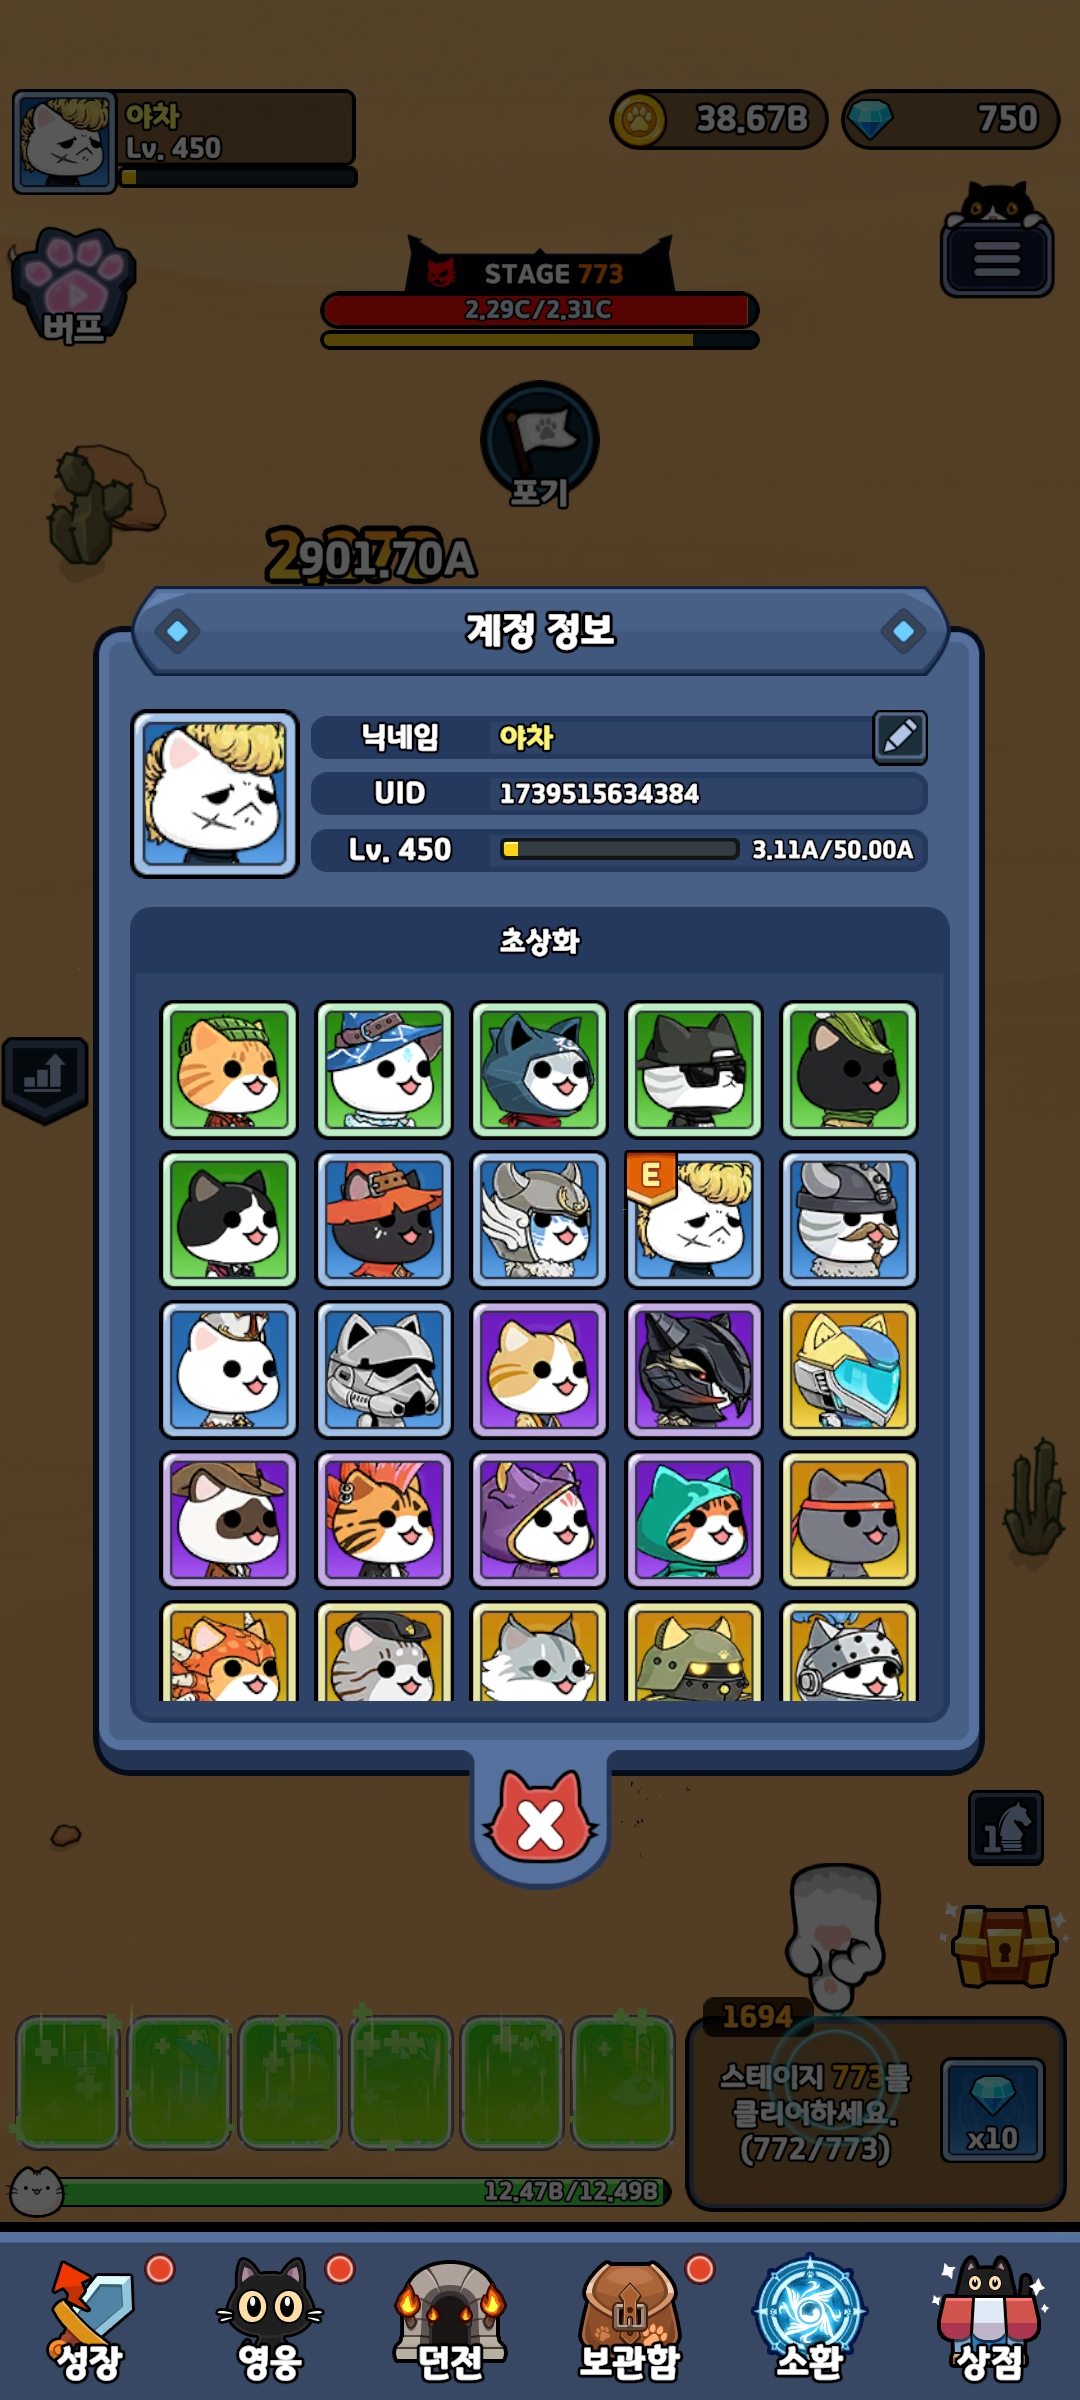 야차
Lv. 450
38.67B
750
버프
STAGE 773
2.29C/2.31C
포기
901.70A
계정 정보
닉네임 야차
UID 1739515634384
Lv. 450 3.11A/50.00A
초상화
E
1
1694
스테이지 773를
클리어하세요.
(772/773)
x10
12.47B/12.49B
성장
영웅
던전
보관함
소환
상점